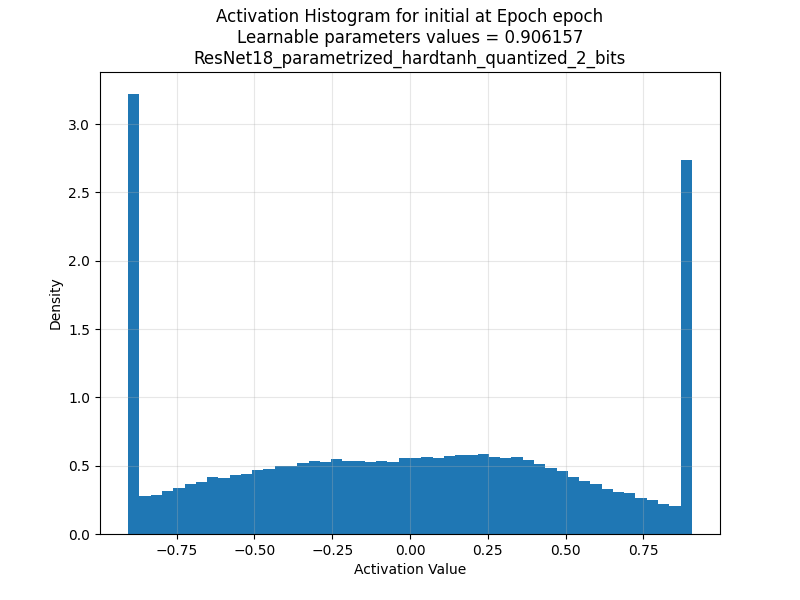 Activation Histogram for initial at Epoch epoch
Learnable parameters values = 0.906157
ResNet18_parametrized_hardtanh_quantized_2_bits
3.0
2.5
2.0
1.5
1.0
0.5
0.0
Density
−0.75 −0.50 −0.25 0.00 0.25 0.50 0.75
Activation Value